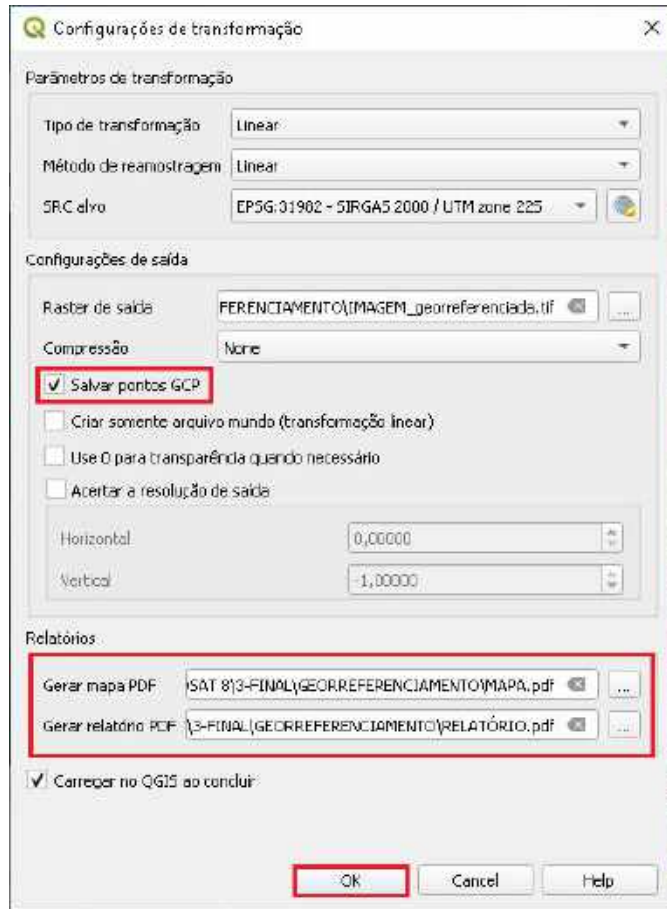 Configurações de transformação
Parâmetros de transformação
Tipo de transformação Linear
Método de reamostragem Linear
SRC alvo EPSG:31982 - SIRGAS 2000 / UTM zone 22S
Configurações de saída
Raster de saída FERENCIAMENTO\IMAGEM_georreferenciada.tif ...
Compressão None
Salvar pontos GCP
Criar somente arquivo mundo (transformação linear)
Use 0 para transparência quando necessário
Acertar a resolução de saída
Horizontal 0,00000
Vertical -1,00000
Relatórios
Gerar mapa PDF SAT 8\3-FINAL\GEORREFERENCIAMENTO\MAPA.pdf ...
Gerar relatório PDF \3-FINAL\GEORREFERENCIAMENTO\RELATÓRIO.pdf ...
Carregar no QGIS ao concluir
OK Cancel Help